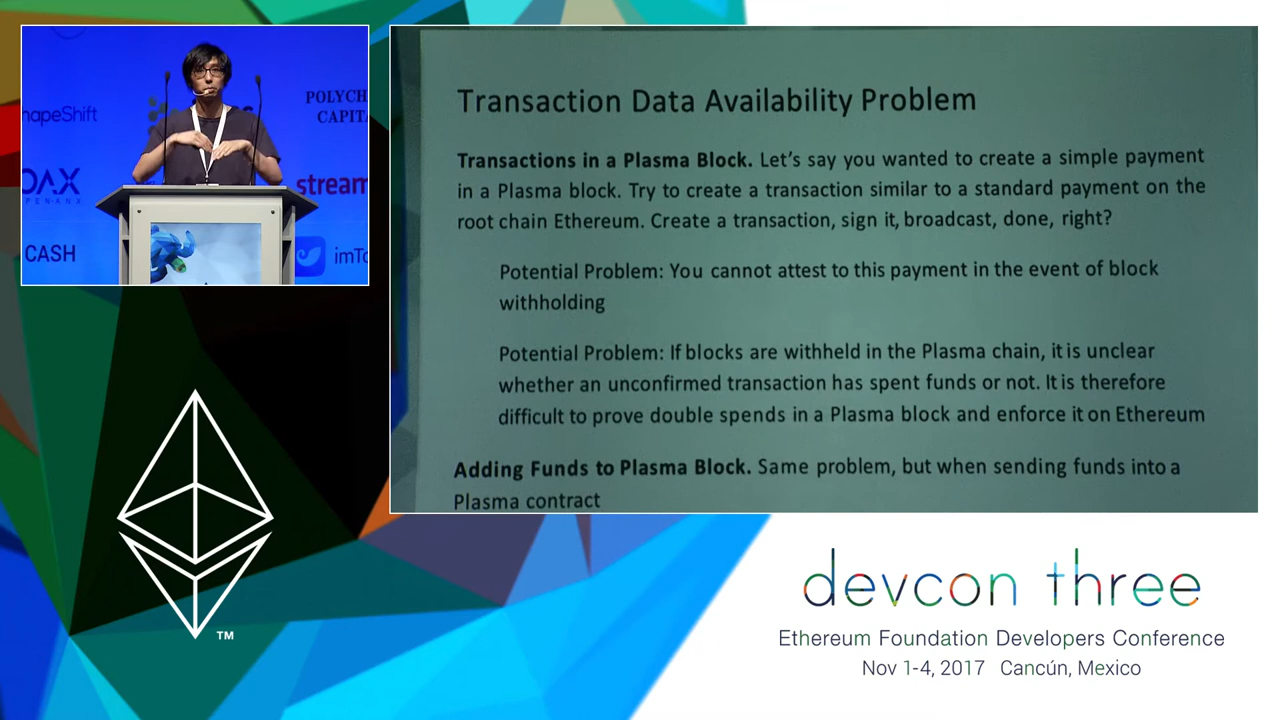 hapeShift
POLYCH
CAPITA
OAX
OPENANX
stream
CASH
imTo
Transaction Data Availability Problem
Transactions in a Plasma Block. Let's say you wanted to create a simple payment
in a Plasma block. Try to create a transaction similar to a standard payment on the
root chain Ethereum. Create a transaction, sign it, broadcast, done, right?
Potential Problem: You cannot attest to this payment in the event of block
withholding
Potential Problem: If blocks are withheld in the Plasma chain, it is unclear
whether an unconfirmed transaction has spent funds or not. It is therefore
difficult to prove double spends in a Plasma block and enforce it on Ethereum
Adding Funds to Plasma Block. Same problem, but when sending funds into a
Plasma contract
TM
devcon three
Ethereum Foundation Developers Conference
Nov 1-4, 2017 Cancún, Mexico